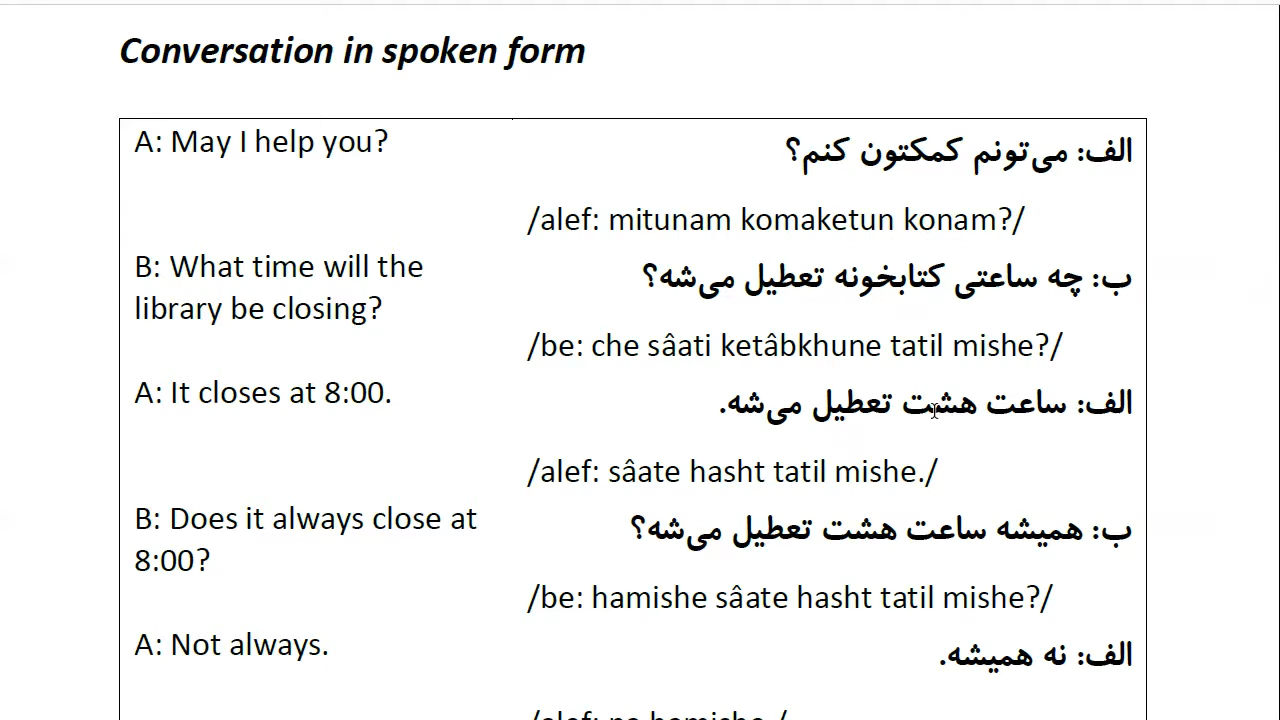 Conversation in spoken form
A: May I help you?
الف: می‌تونم کمکتون کنم؟
/alef: mitunam komaketun konam?/
B: What time will the
library be closing?
ب: چه ساعتی کتابخونه تعطیل می‌شه؟
/be: che sâati ketâbkhune tatil mishe?/
A: It closes at 8:00.
الف: ساعت هشت تعطیل می‌شه.
/alef: sâate hasht tatil mishe./
B: Does it always close at
8:00?
ب: همیشه ساعت هشت تعطیل می‌شه؟
/be: hamishe sâate hasht tatil mishe?/
A: Not always.
الف: نه همیشه.
/alef: na hamishe./